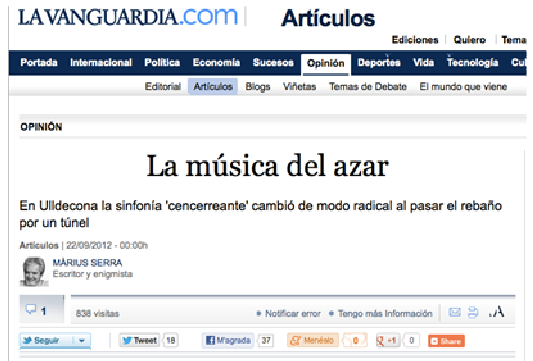 LAVANGUARDIA.COM Artículos
Ediciones Quiero Tema
Portada Internacional Política Economía Sucesos Opinión Deportes Vida Tecnología Cul
Editorial Artículos Blogs Viñetas Temas de Debate El mundo que viene
OPINIÓN
La música del azar
En Ulldecona la sinfonía 'cencerreante' cambió de modo radical al pasar el rebaño
por un túnel
Artículos | 22/09/2012 - 00:00h
MÀRIUS SERRA
Escritor y enigmista
1 838 visitas Notificar error Tengo más Información A
Seguir Tweet 18 M'agrada 37 Menéalo 0 +1 0 Share